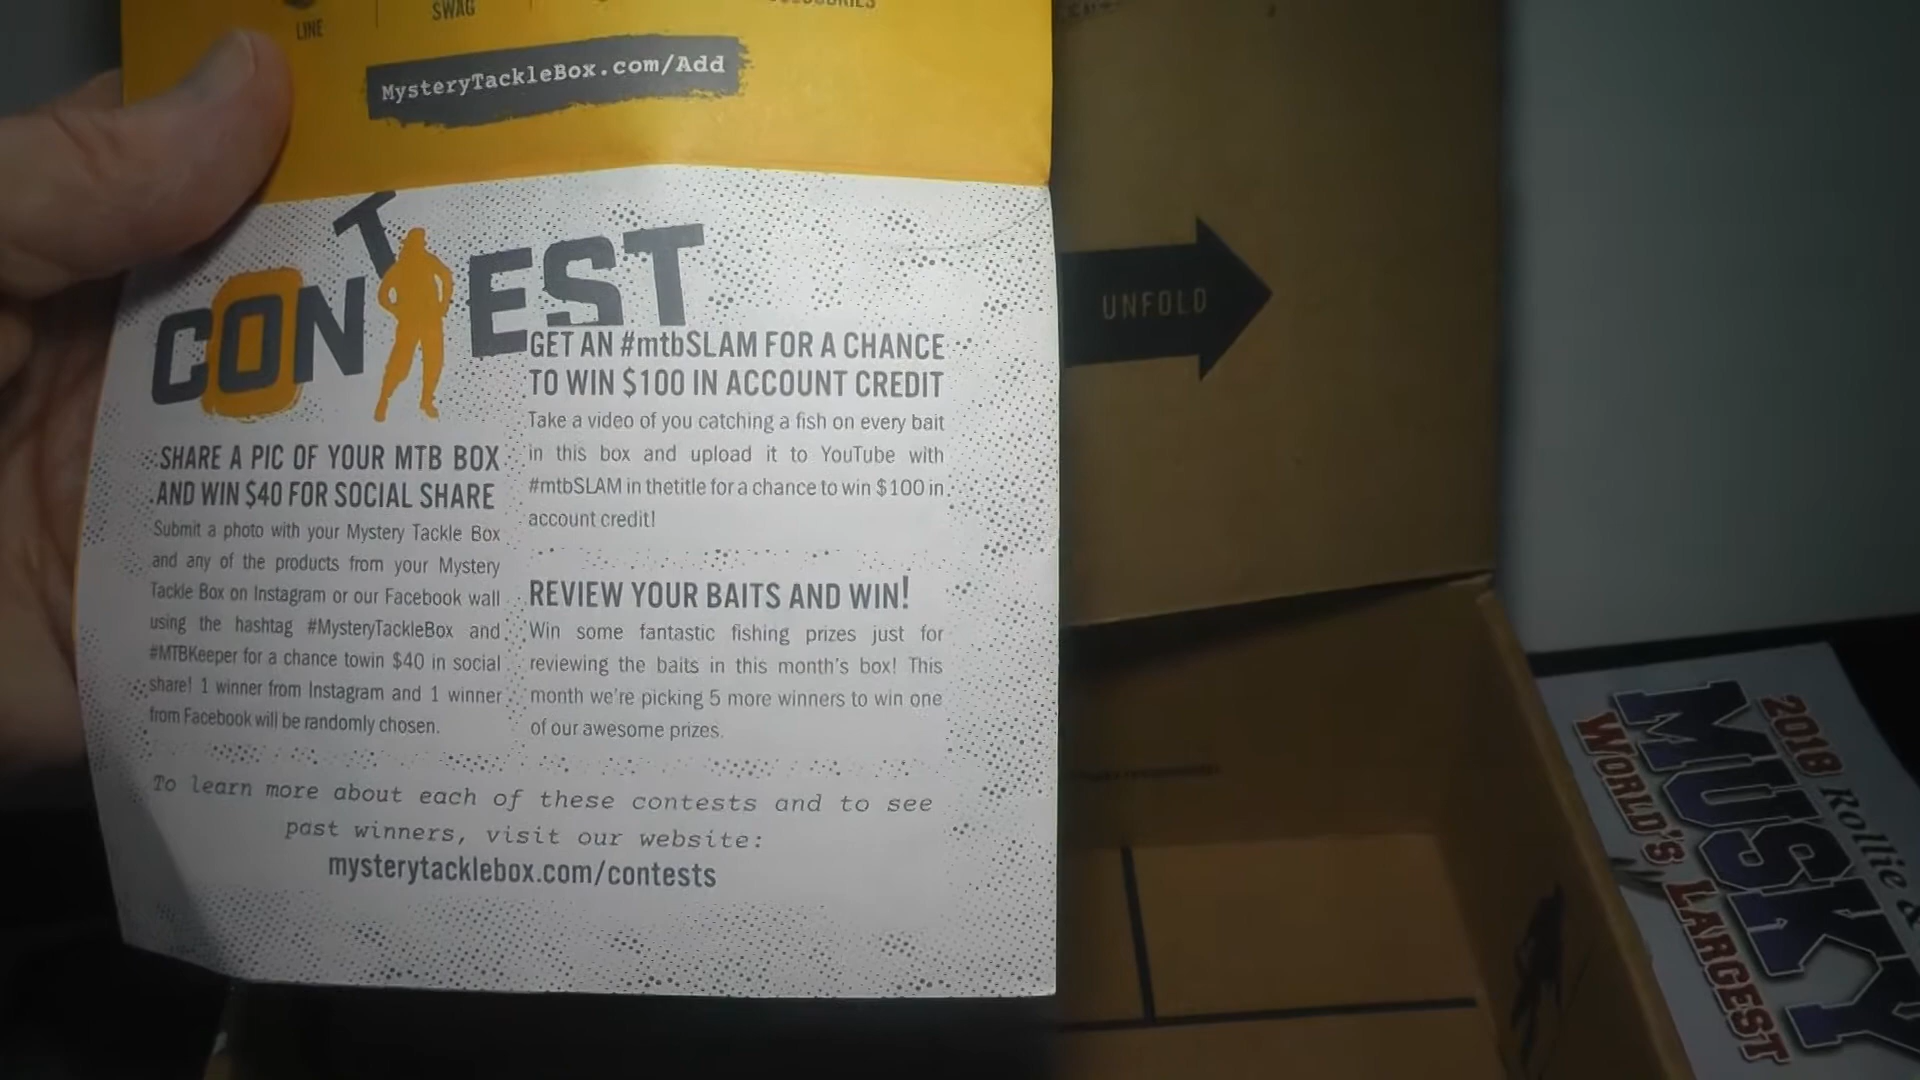 LINE
SWAG
MysteryTackleBox.com/Add
CONTEST
SHARE A PIC OF YOUR MTB BOX
AND WIN $40 FOR SOCIAL SHARE
Submit a photo with your Mystery Tackle Box
and any of the products from your Mystery
Tackle Box on Instagram or our Facebook wall
using the hashtag #MysteryTackleBox and
#MTBKeeper for a chance towin $40 in social
share! 1 winner from Instagram and 1 winner
from Facebook will be randomly chosen.
GET AN #mtbSLAM FOR A CHANCE
TO WIN $100 IN ACCOUNT CREDIT
Take a video of you catching a fish on every bait
in this box and upload it to YouTube with
#mtbSLAM in thetitle for a chance to win $100 in
account credit!
REVIEW YOUR BAITS AND WIN!
Win some fantastic fishing prizes just for
reviewing the baits in this month's box! This
month we're picking 5 more winners to win one
of our awesome prizes.
To learn more about each of these contests and to see
past winners, visit our website:
mysterytacklebox.com/contests
UNFOLD
2018 Rollie &
MUSKY
WORLD'S LARGEST